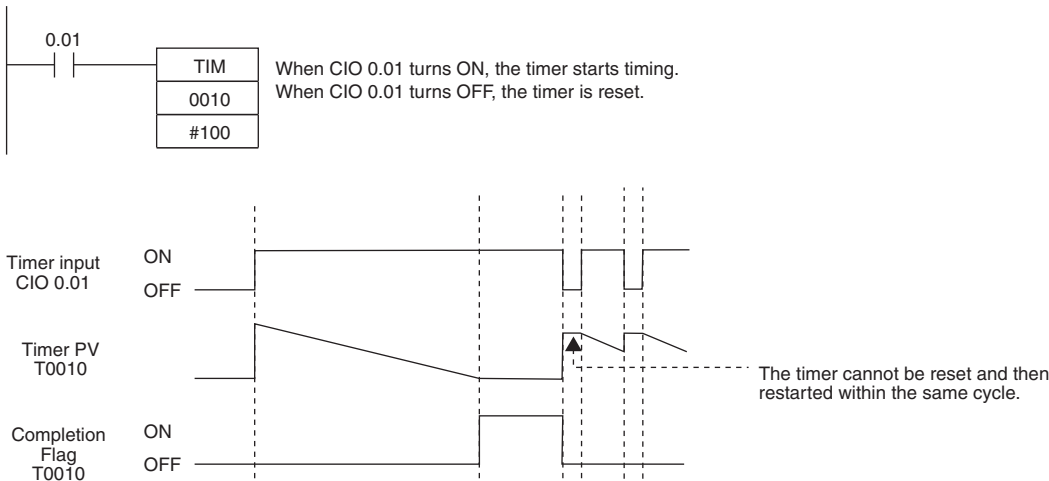 0.01
TIM
0010
#100
When CIO 0.01 turns ON, the timer starts timing.
When CIO 0.01 turns OFF, the timer is reset.
Timer input
CIO 0.01
ON
OFF
Timer PV
T0010
The timer cannot be reset and then
restarted within the same cycle.
Completion
Flag
T0010
ON
OFF